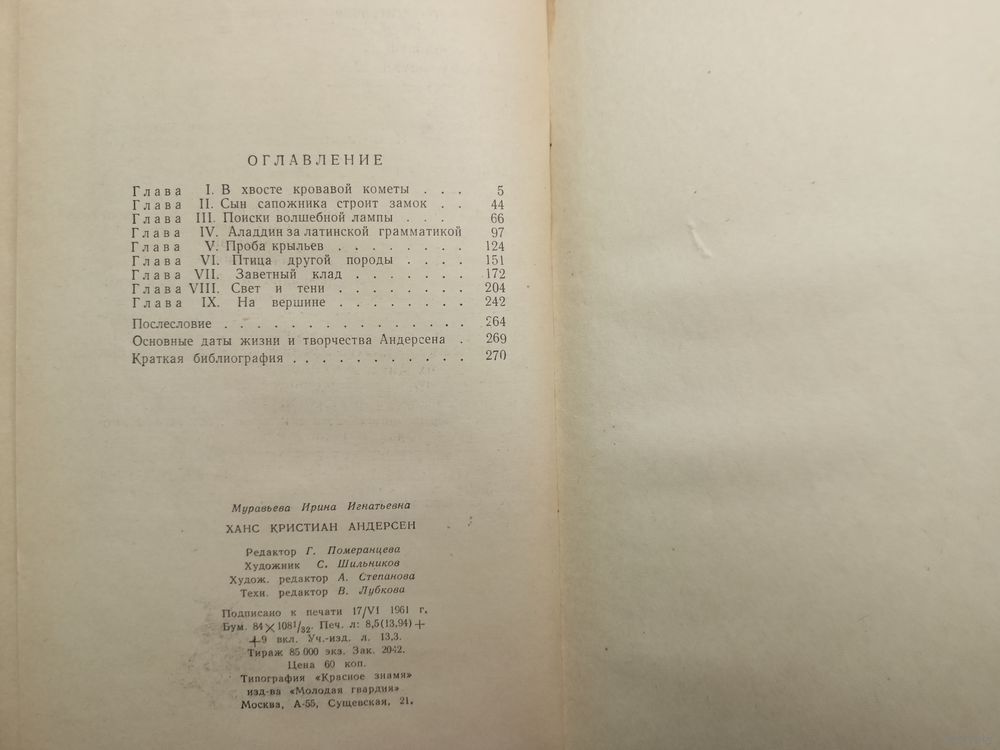 ОГЛАВЛЕНИЕ
Глава I. В хвосте кровавой кометы . . . 5
Глава II. Сын сапожника строит замок . . 44
Глава III. Поиски волшебной лампы . . . 66
Глава IV. Аладдин за латинской грамматикой 97
Глава V. Проба крыльев . . . . . . . . 124
Глава VI. Птица другой породы . . . . 151
Глава VII. Заветный клад . . . . . . . 172
Глава VIII. Свет и тени . . . . . . . . 204
Глава IX. На вершине . . . . . . . . 242
Послесловие . . . . . . . . . . . . . . . 264
Основные даты жизни и творчества Андерсена . 269
Краткая библиография . . . . . . . . . . . 270
Муравьева Ирина Игнатьевна
ХАНС КРИСТИАН АНДЕРСЕН
Редактор Г. Померанцева
Художник С. Шильников
Худож. редактор А. Степанова
Техн. редактор В. Лубкова
Подписано к печати 17/VI 1961 г.
Бум. 84×108¹/₃₂. Печ. л: 8,5(13,94)+
+9 вкл. Уч.-изд. л. 13,3.
Тираж 85 000 экз. Зак. 2042.
Цена 60 коп.
Типография «Красное знамя»
изд-ва «Молодая гвардия»
Москва, А-55, Сущевская, 21.